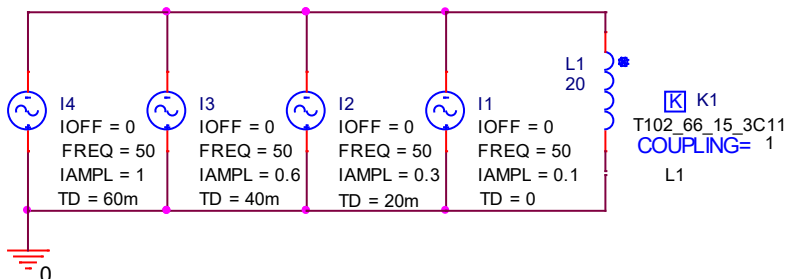 I4
IOFF = 0
FREQ = 50
IAMPL = 1
TD = 60m
I3
IOFF = 0
FREQ = 50
IAMPL = 0.6
TD = 40m
I2
IOFF = 0
FREQ = 50
IAMPL = 0.3
TD = 20m
I1
IOFF = 0
FREQ = 50
IAMPL = 0.1
TD = 0
L1
20
K K1
T102_66_15_3C11
COUPLING= 1
L1
0